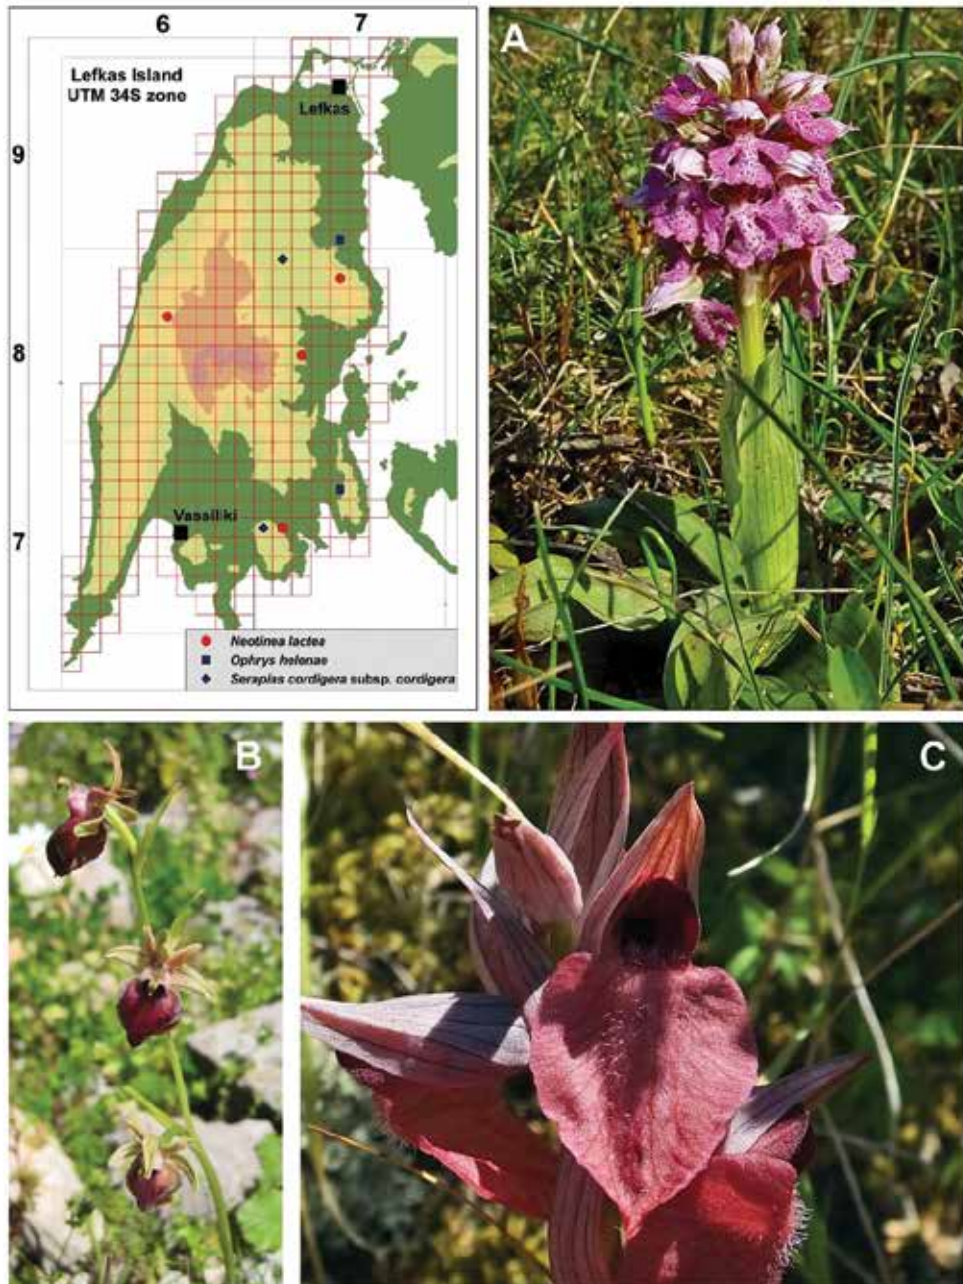 6 7
Lefkas Island
UTM 34S zone
Lefkas
9
8
Vassiliki
7
Neotinea lactea
Ophrys helenae
Serapias cordigera subsp. cordigera
A
B
C